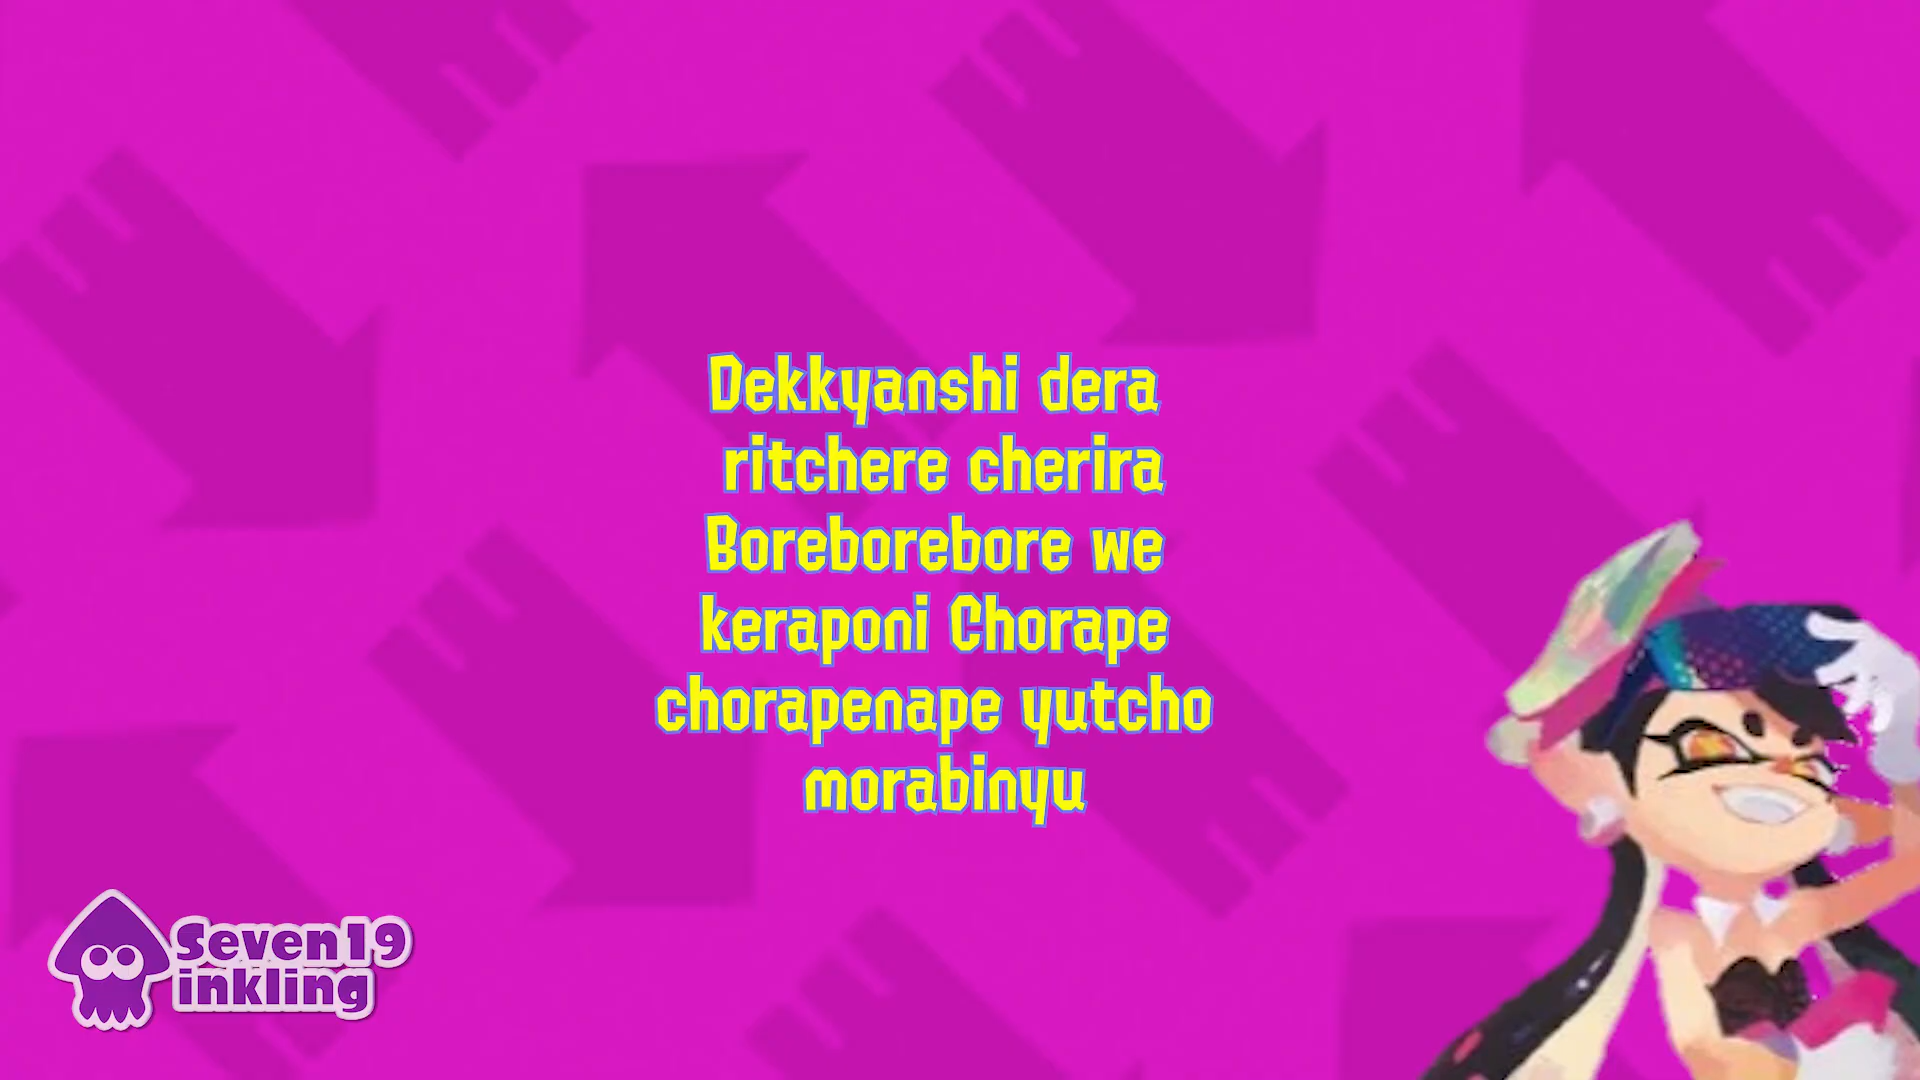 Dekkyanshi dera
ritchere cherira
Boreborebore we
keraponi Chorape
chorapenape yutcho
morabinyu
Seven19
inkling